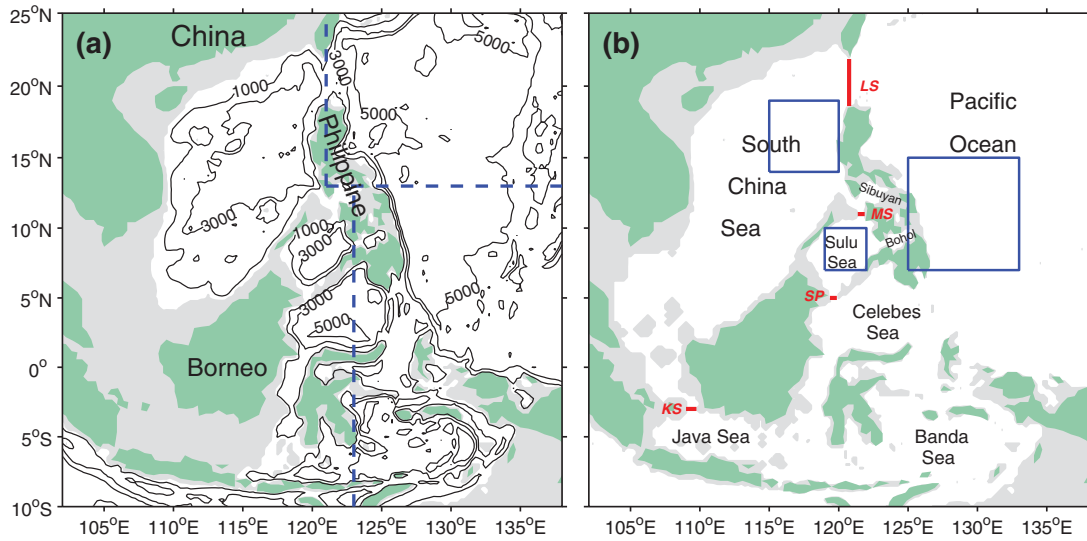 (a)
China
1000
3000
5000
5000
3000
Philippine
1000
3000
3000
5000
5000
Borneo
25°N
20°N
15°N
10°N
5°N
0°
5°S
10°S
105°E
110°E
115°E
120°E
125°E
130°E
135°E
(b)
LS
Pacific
Ocean
South
China
Sea
Sibuyan
MS
Bohol
Sulu
Sea
SP
Celebes
Sea
KS
Java Sea
Banda
Sea
105°E
110°E
115°E
120°E
125°E
130°E
135°E